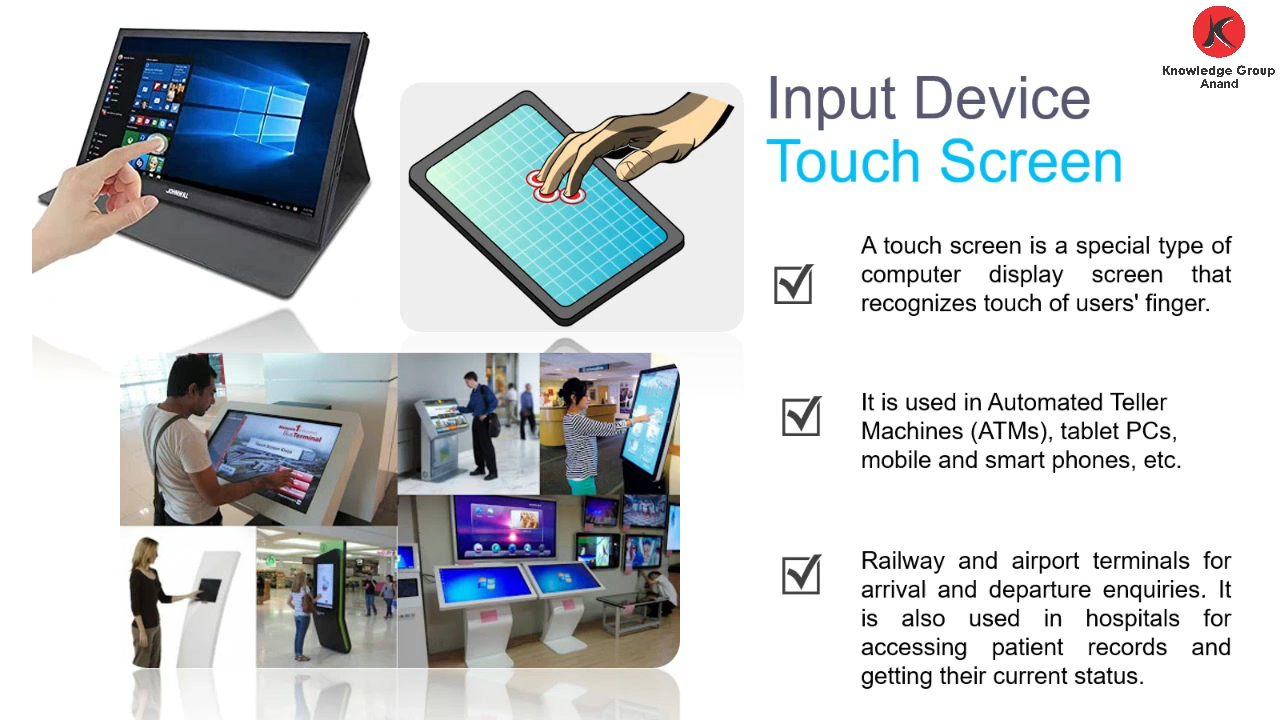 Knowledge Group
Anand
Input Device
Touch Screen
A touch screen is a special type of
computer display screen that
recognizes touch of users' finger.
It is used in Automated Teller
Machines (ATMs), tablet PCs,
mobile and smart phones, etc.
Railway and airport terminals for
arrival and departure enquiries. It
is also used in hospitals for
accessing patient records and
getting their current status.
Bus Terminal